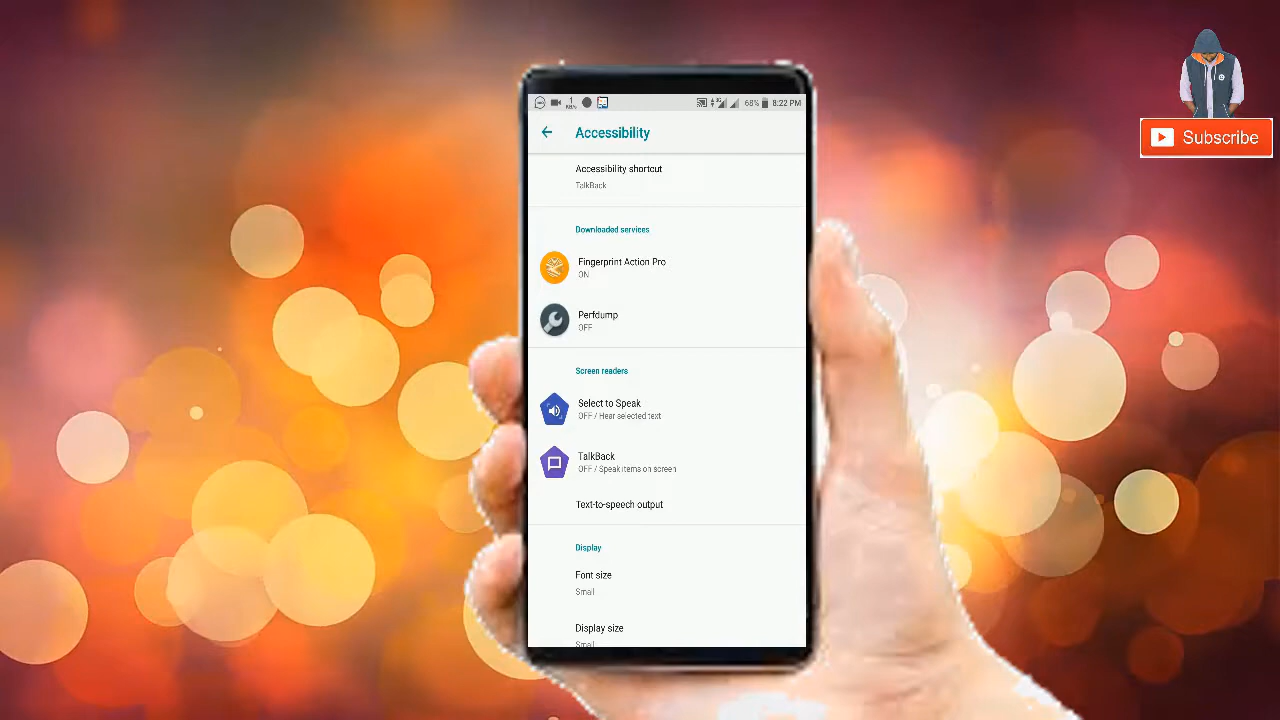 68% 8:22 PM
Accessibility
Accessibility shortcut
TalkBack
Downloaded services
Fingerprint Action Pro
ON
Perfdump
OFF
Screen readers
Select to Speak
OFF / Hear selected text
TalkBack
OFF / Speak items on screen
Text-to-speech output
Display
Font size
Small
Display size
Small
Subscribe